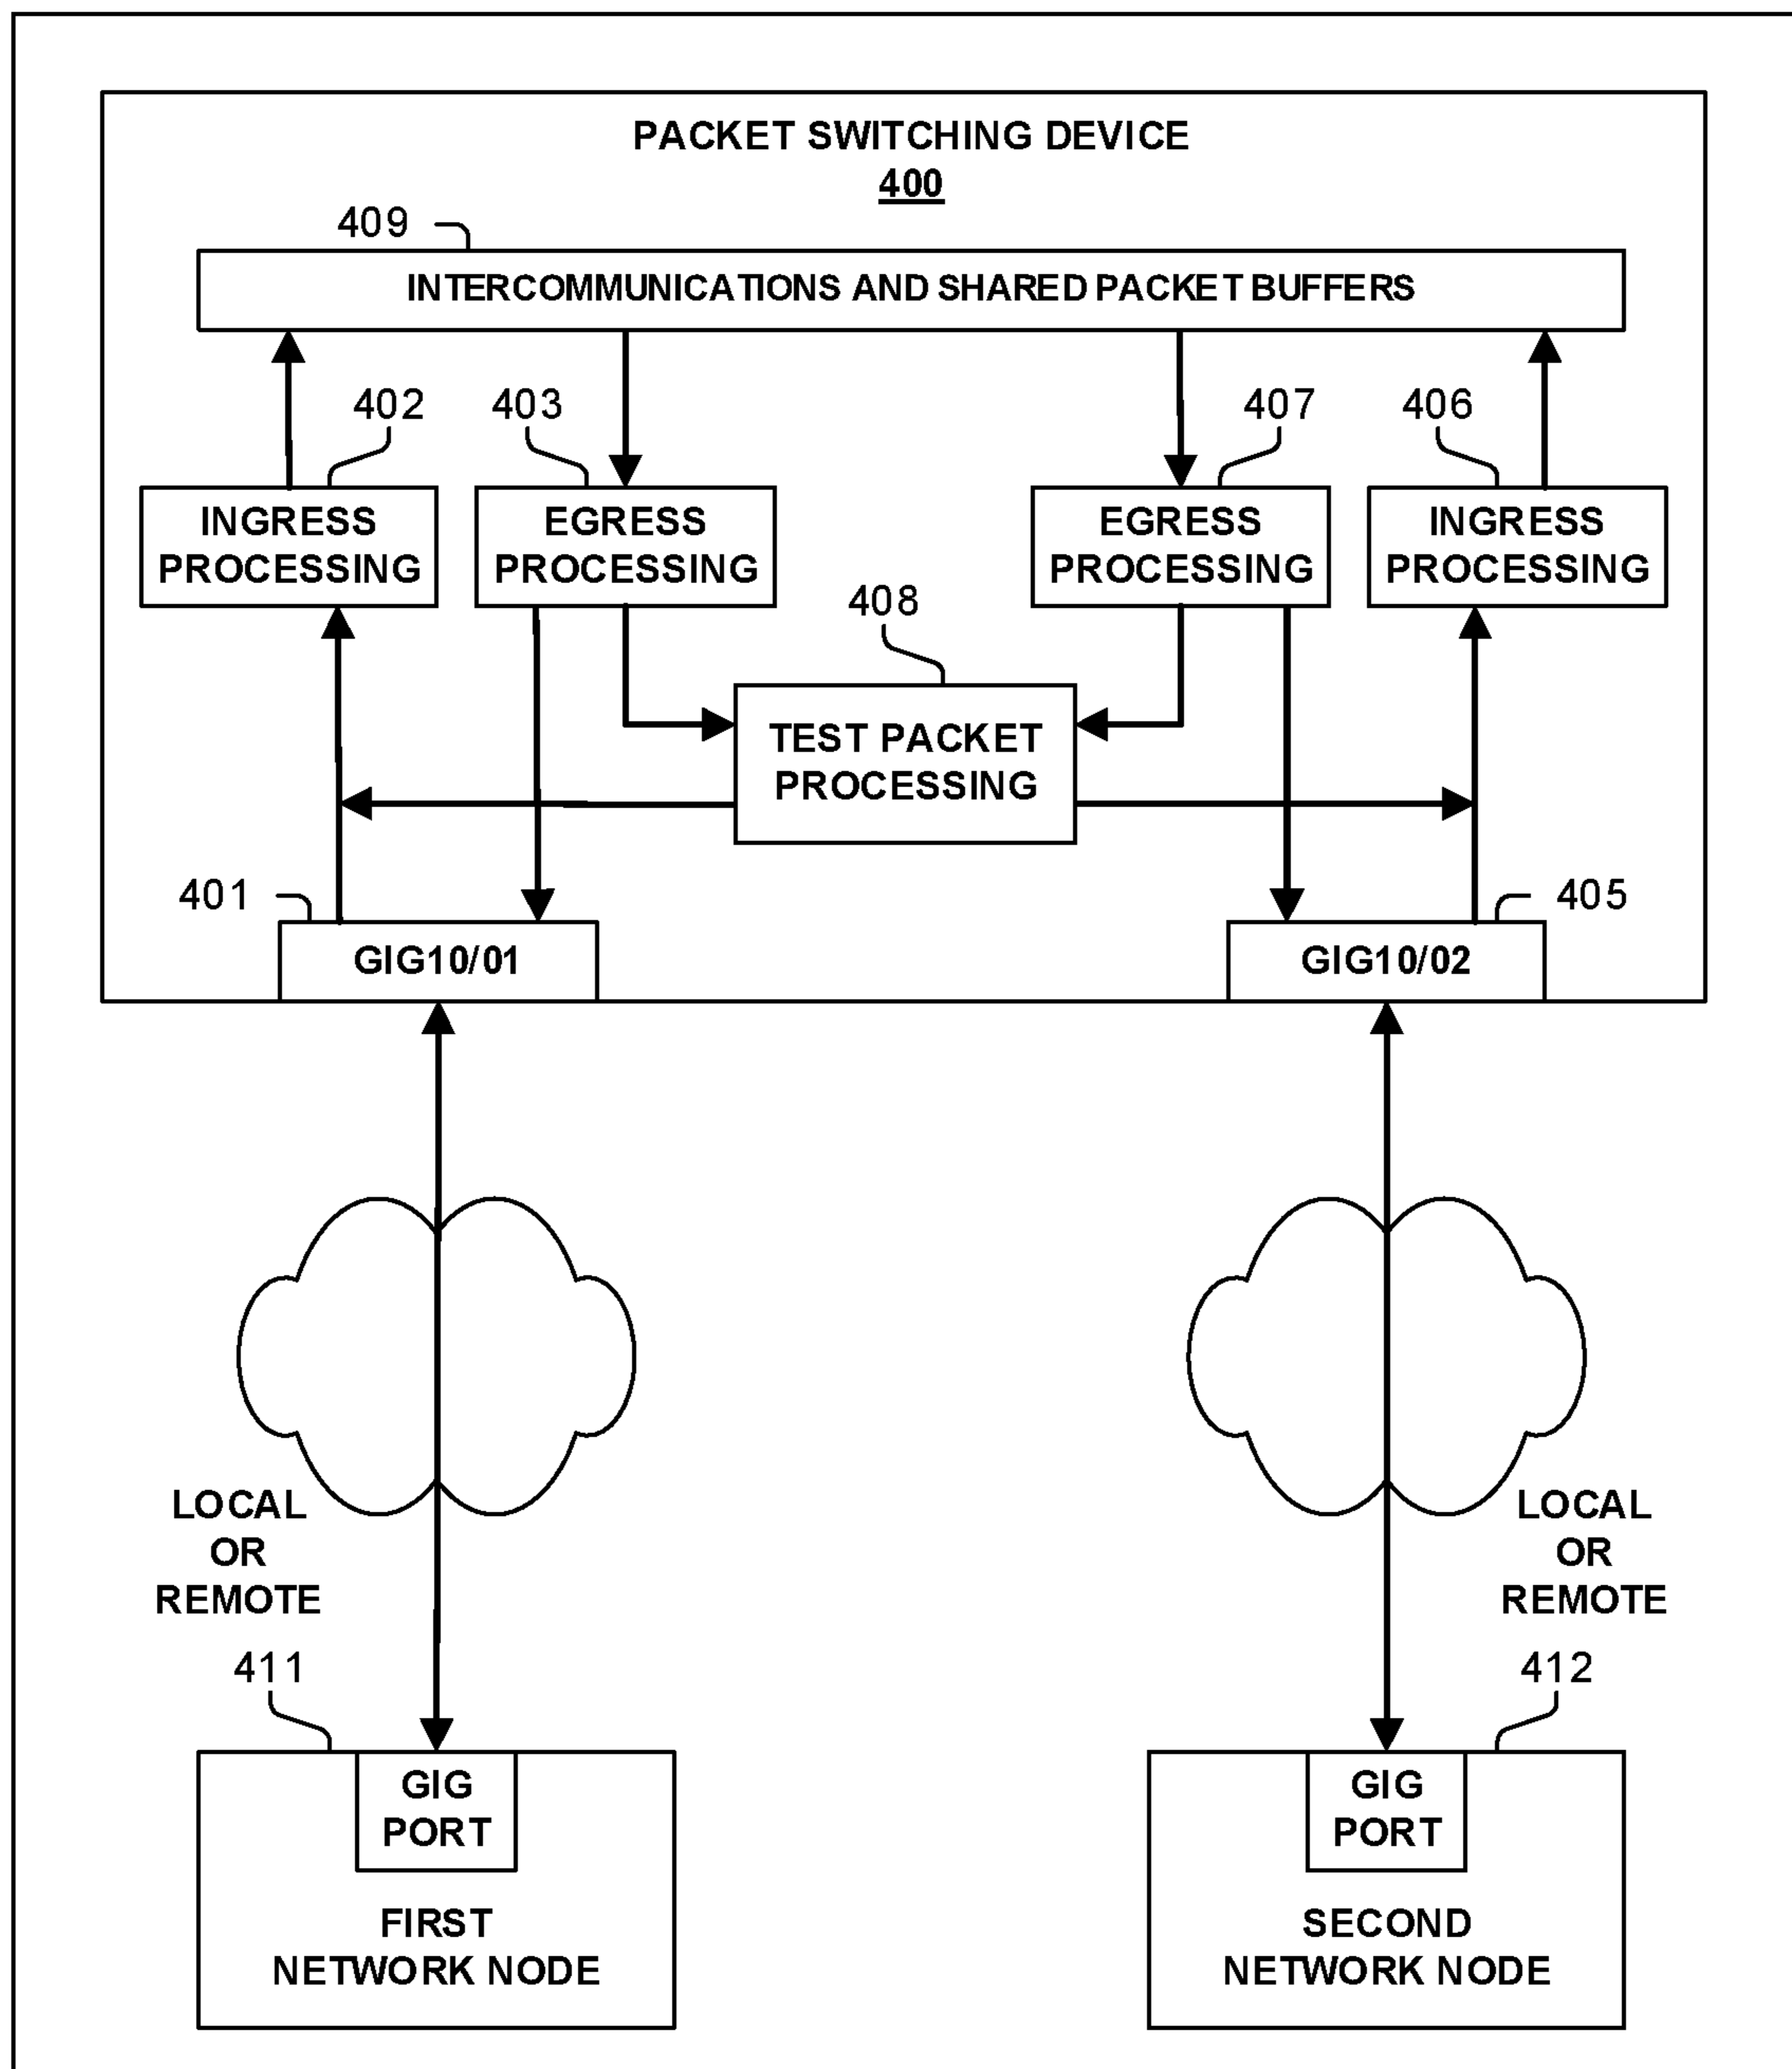 PACKET SWITCHING DEVICE
400
409
INTERCOMMUNICATIONS AND SHARED PACKET BUFFERS
402
403
407
406
INGRESS
PROCESSING
EGRESS
PROCESSING
EGRESS
PROCESSING
INGRESS
PROCESSING
408
TEST PACKET
PROCESSING
401
405
GIG10/01
GIG10/02
LOCAL
OR
REMOTE
LOCAL
OR
REMOTE
411
412
GIG
PORT
FIRST
NETWORK NODE
GIG
PORT
SECOND
NETWORK NODE